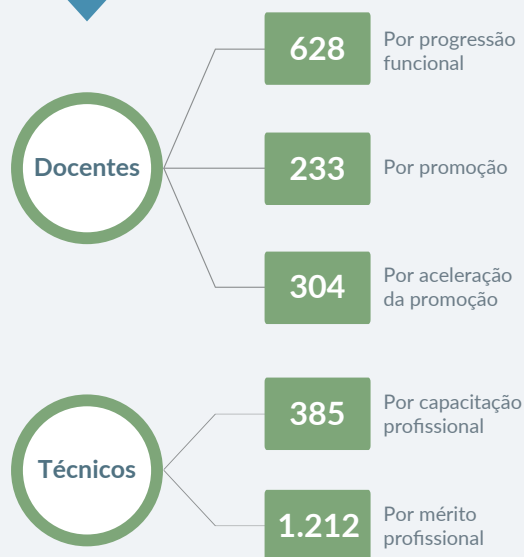 Docentes
628
Por progressão
funcional
233
Por promoção
304
Por aceleração
da promoção
Técnicos
385
Por capacitação
profissional
1.212
Por mérito
profissional